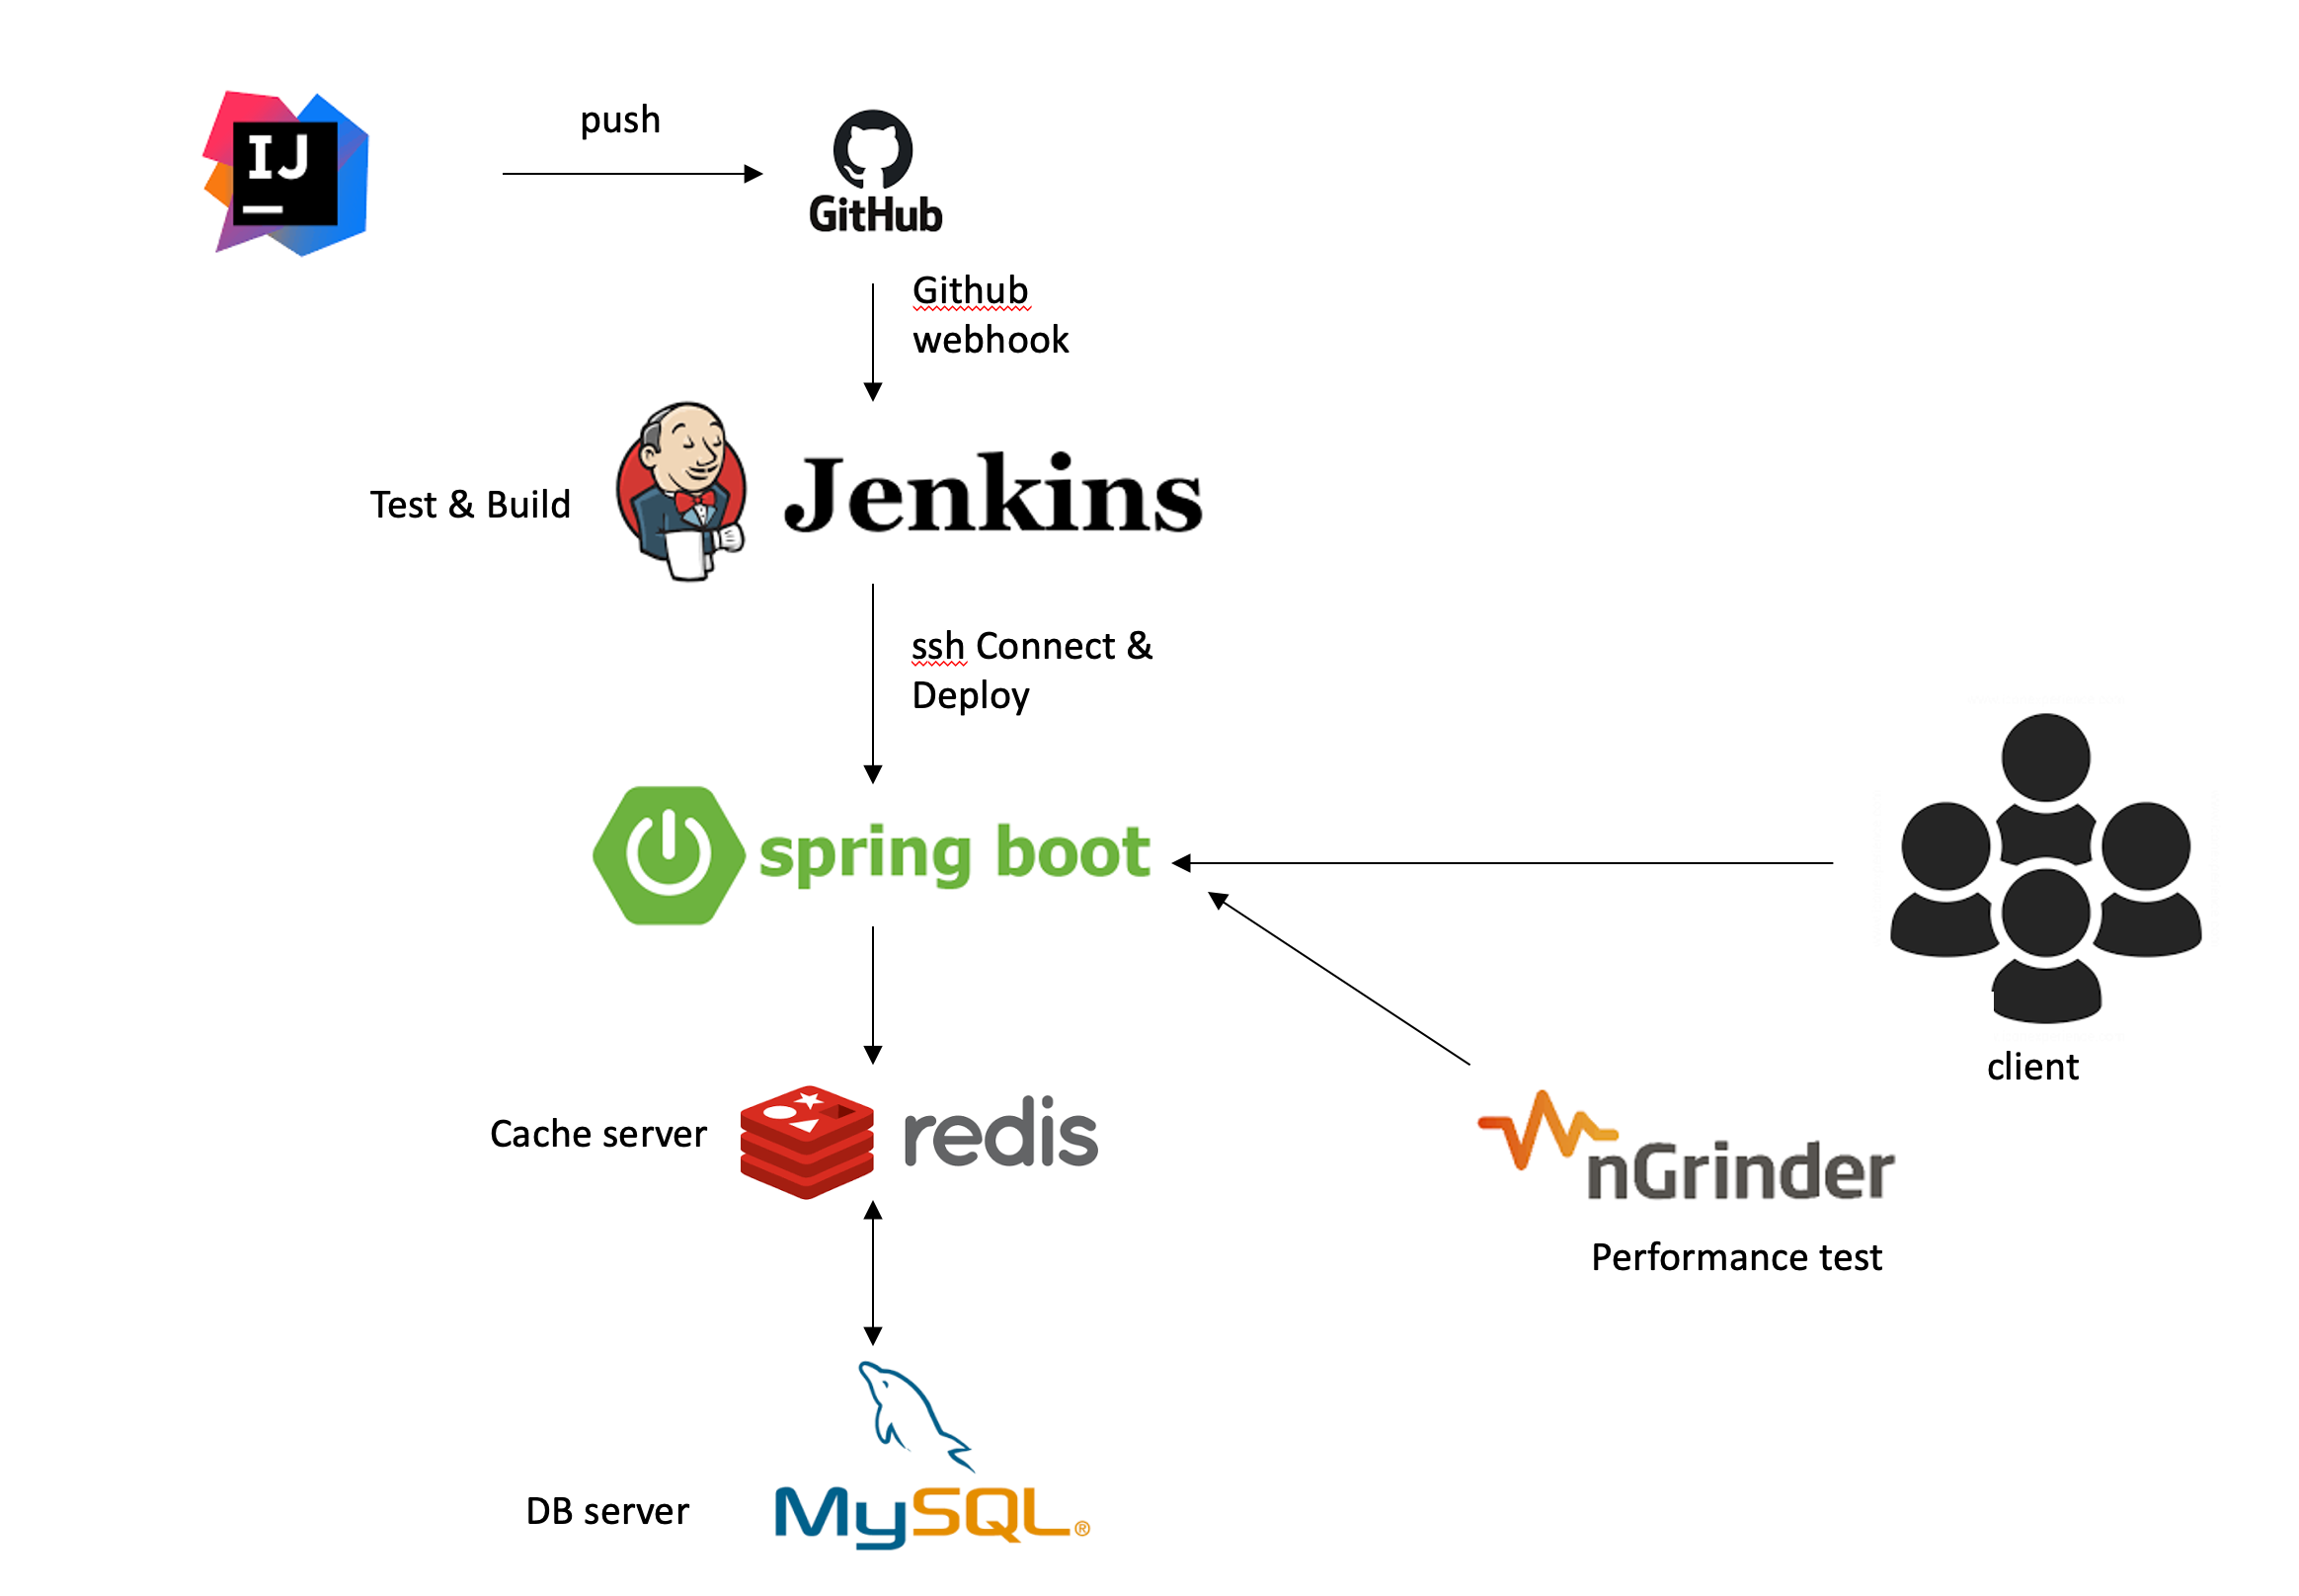 IJ
push
GitHub
Github
webhook
Test & Build
Jenkins
ssh Connect &
Deploy
spring boot
client
Cache server
redis
nGrinder
Performance test
DB server
MySQL®